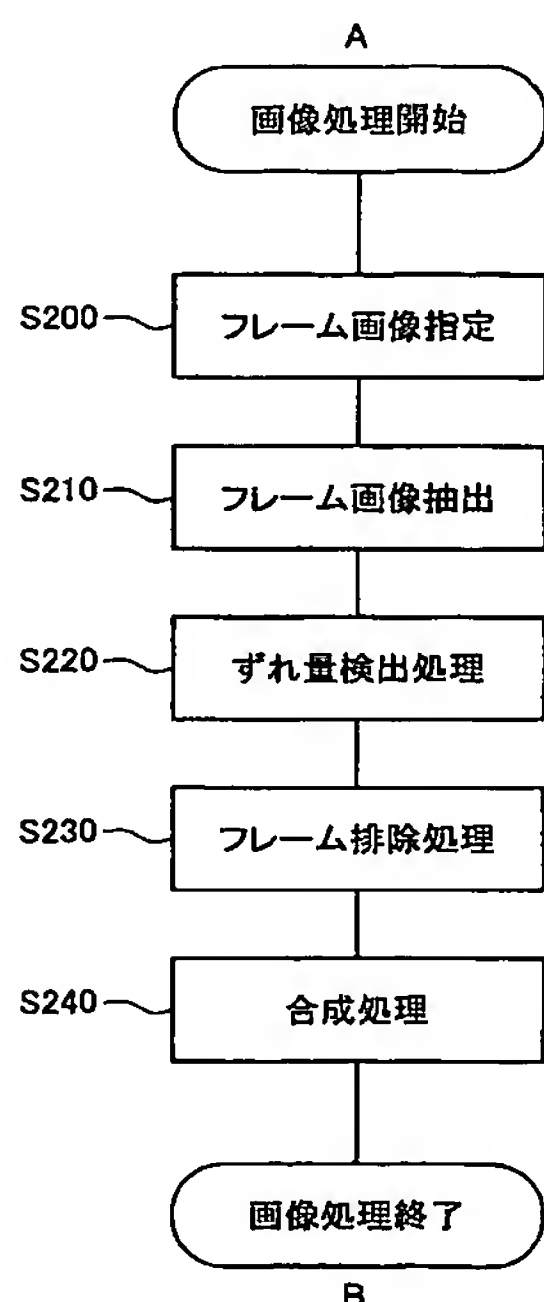 A
画像処理開始
S200 フレーム画像指定
S210 フレーム画像抽出
S220 ずれ量検出処理
S230 フレーム排除処理
S240 合成処理
画像処理終了
B